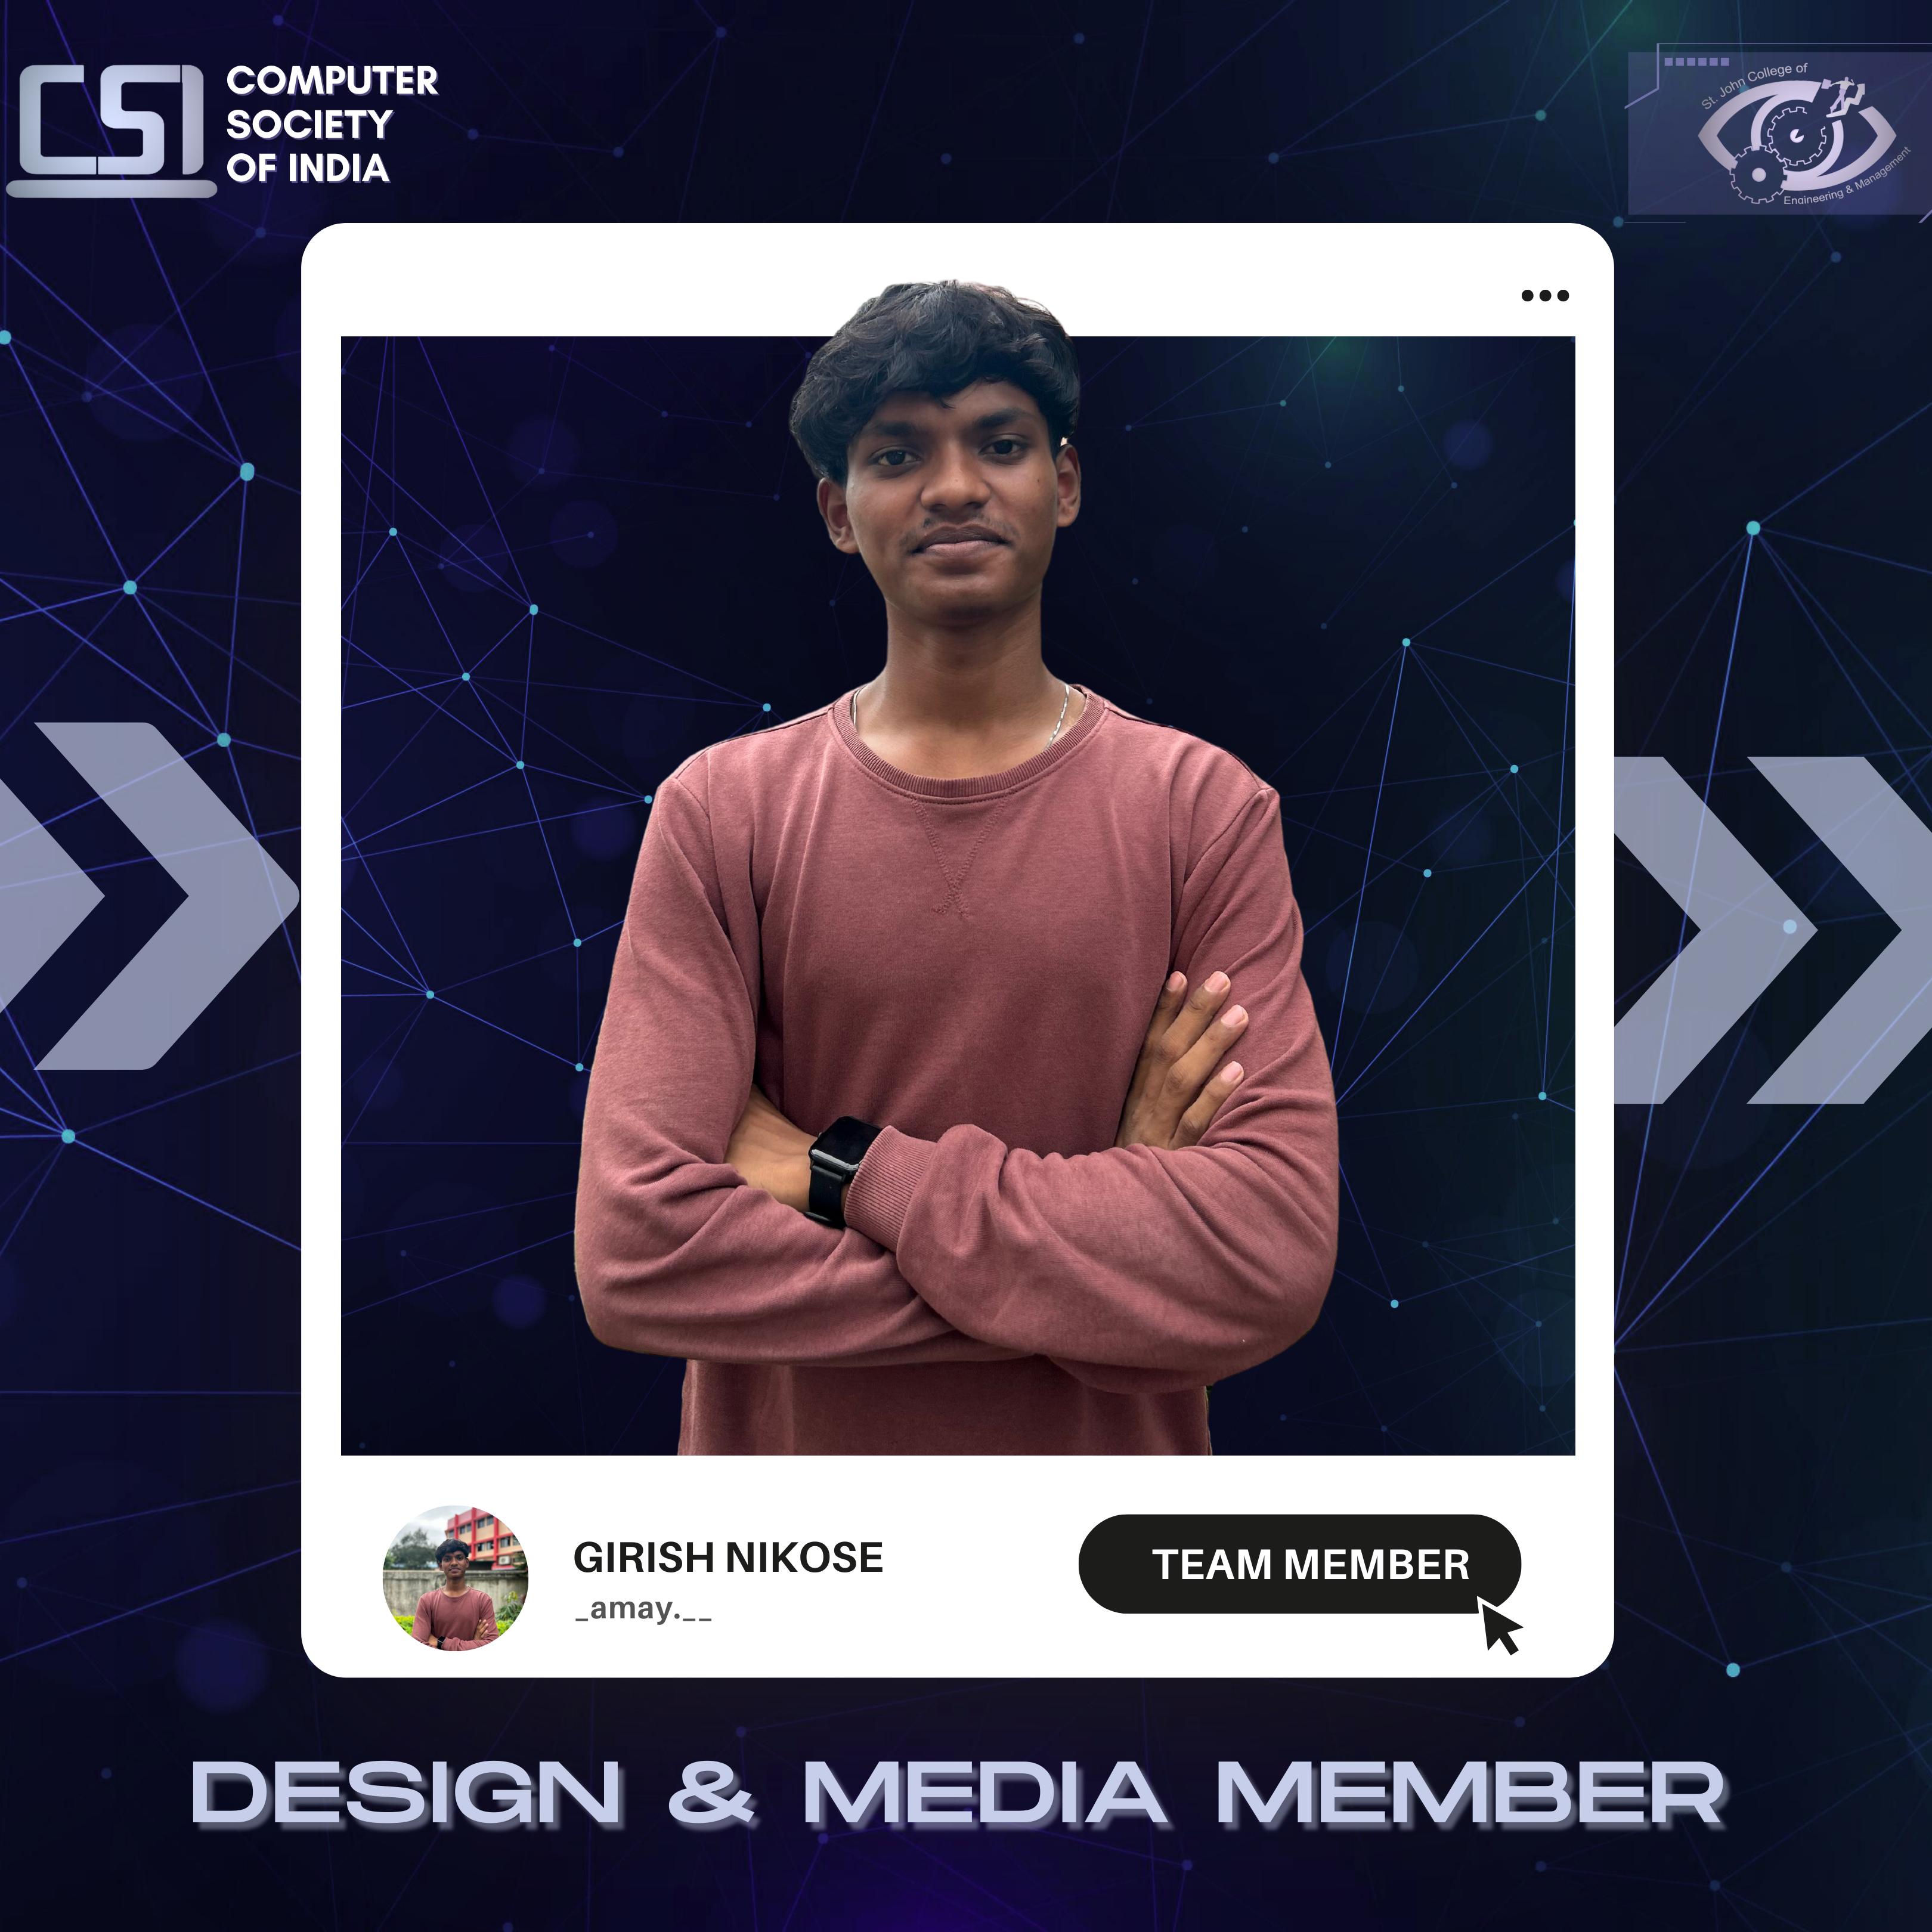 CSI
COMPUTER
SOCIETY
OF INDIA
St. John College of
Engineering & Management
GIRISH NIKOSE
_amay.__
TEAM MEMBER
DESIGN & MEDIA MEMBER